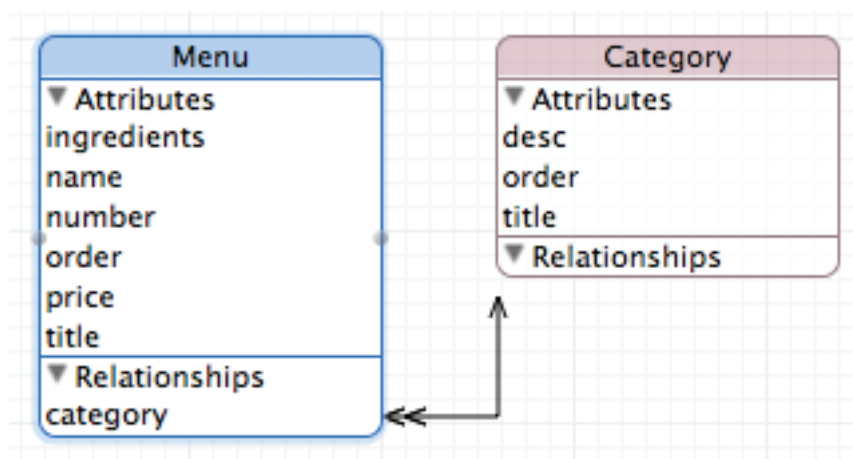 Menu
Attributes
ingredients
name
number
order
price
title
Relationships
category
Category
Attributes
desc
order
title
Relationships